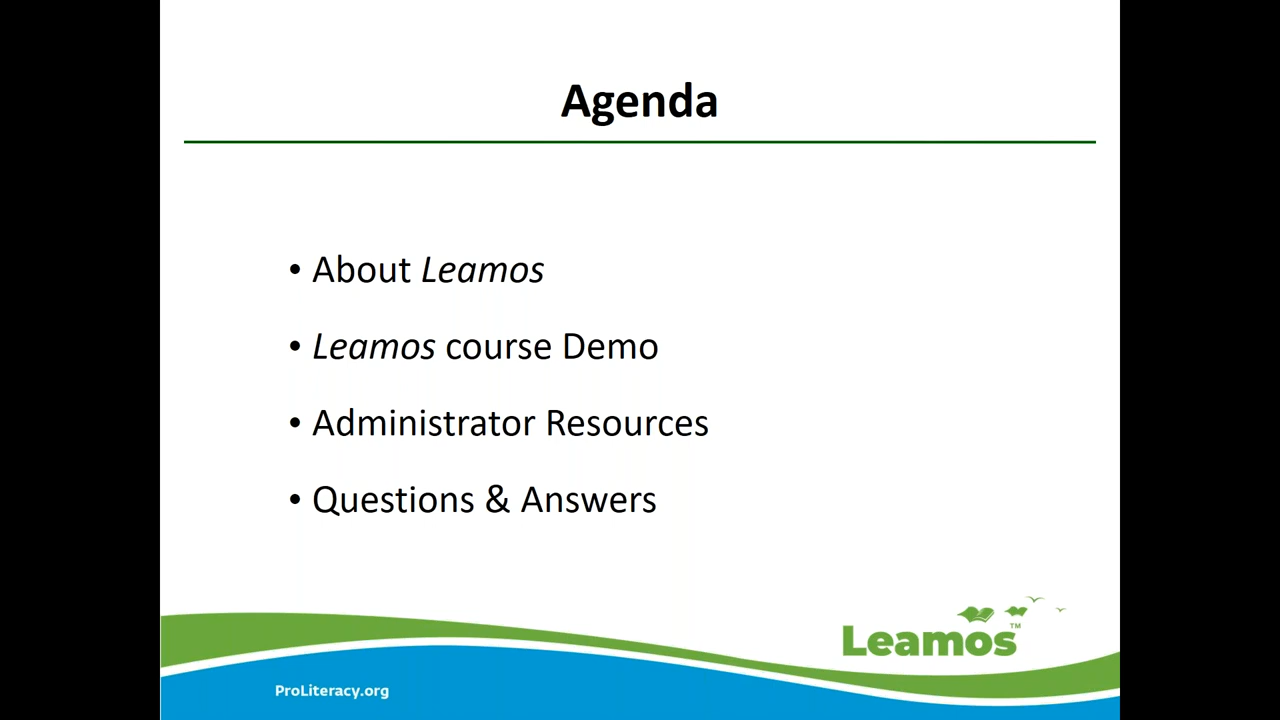 Agenda
• About Leamos
• Leamos course Demo
• Administrator Resources
• Questions & Answers
Leamos™
ProLiteracy.org